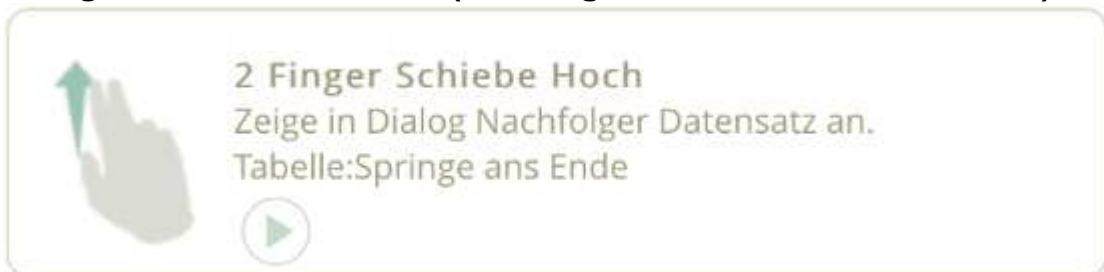 2 Finger Schiebe Hoch
Zeige in Dialog Nachfolger Datensatz an.
Tabelle:Springe ans Ende